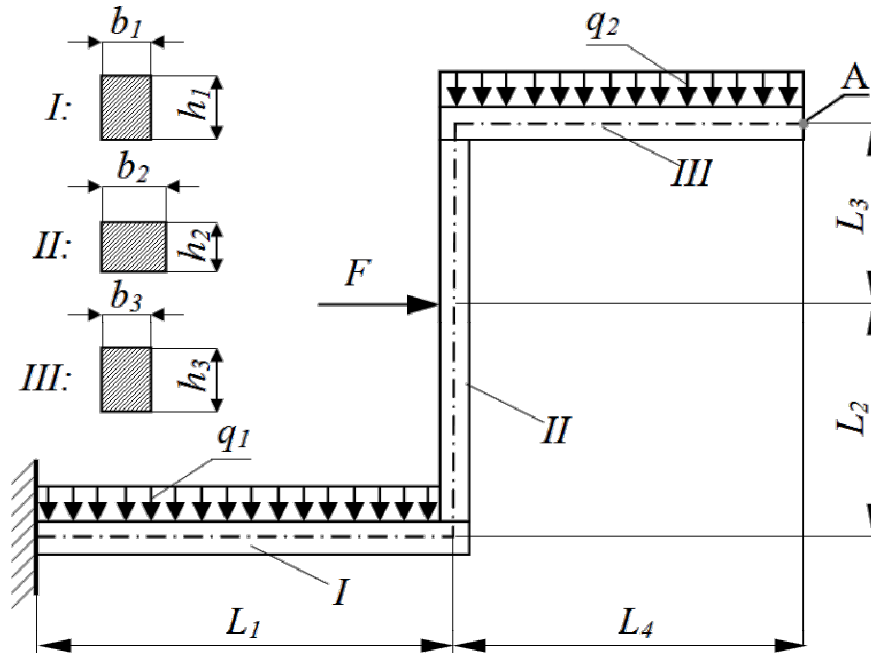 I:
b₁
h₁
II:
b₂
h₂
III:
b₃
h₃
q₂
A
III
L₃
F
II
L₂
q₁
I
L₁
L₄